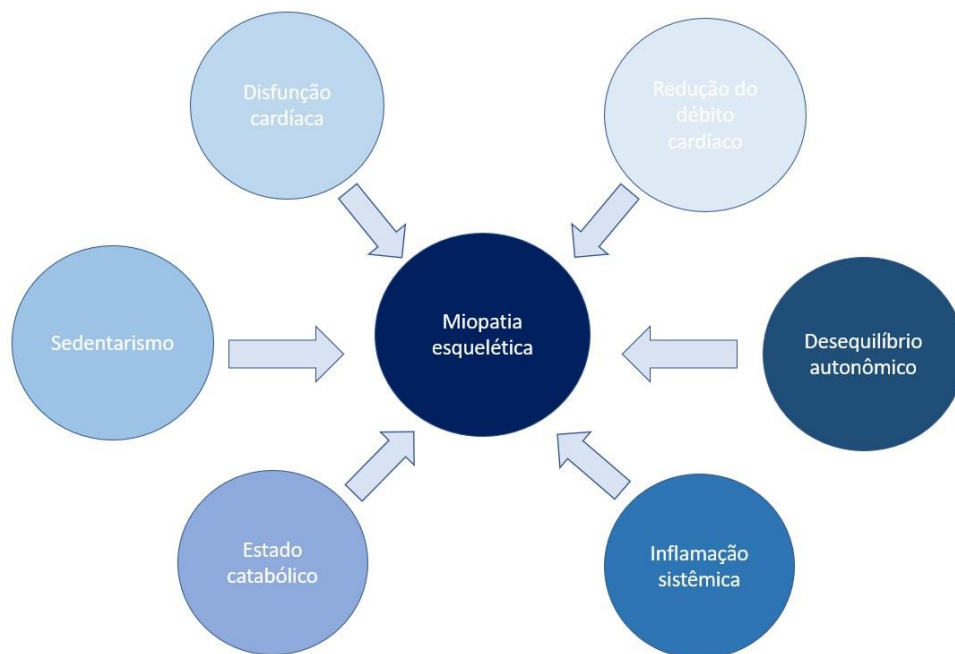 Disfunção
cardíaca
Redução do
débito
cardíaco
Sedentarismo
Miopatia
esquelética
Desequilíbrio
autonômico
Estado
catabólico
Inflamação
sistêmica